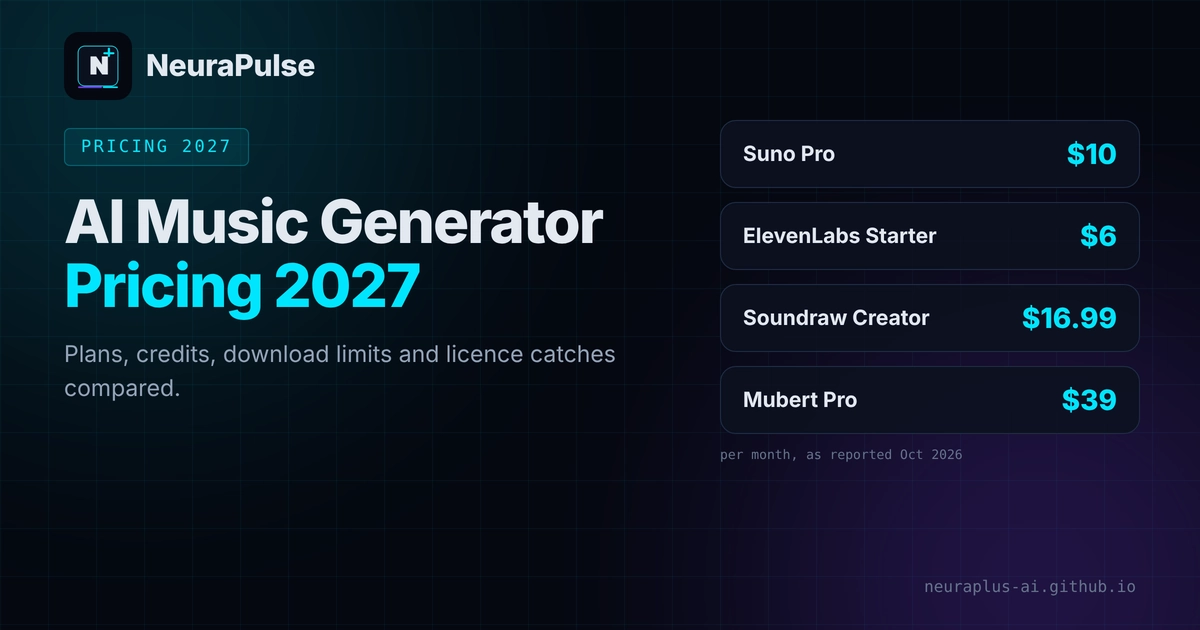 N+
NeuraPulse
PRICING 2027
AI Music Generator
Pricing 2027
Plans, credits, download limits and licence catches
compared.
Suno Pro $10
ElevenLabs Starter $6
Soundraw Creator $16.99
Mubert Pro $39
per month, as reported Oct 2026
neuraplus-ai.github.io